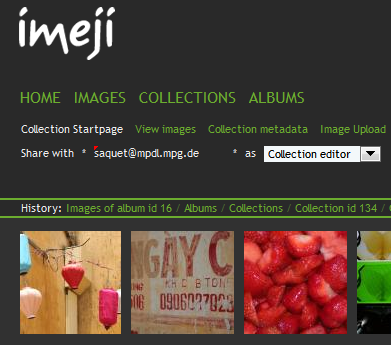 imeji
HOME IMAGES COLLECTIONS ALBUMS
Collection Startpage View images Collection metadata Image Upload
Share with * saquet@mpdl.mpg.de * as Collection editor
History: Images of album id 16 / Albums / Collections / Collection id 134 /
NGAY C
KHC BTON
0906037823